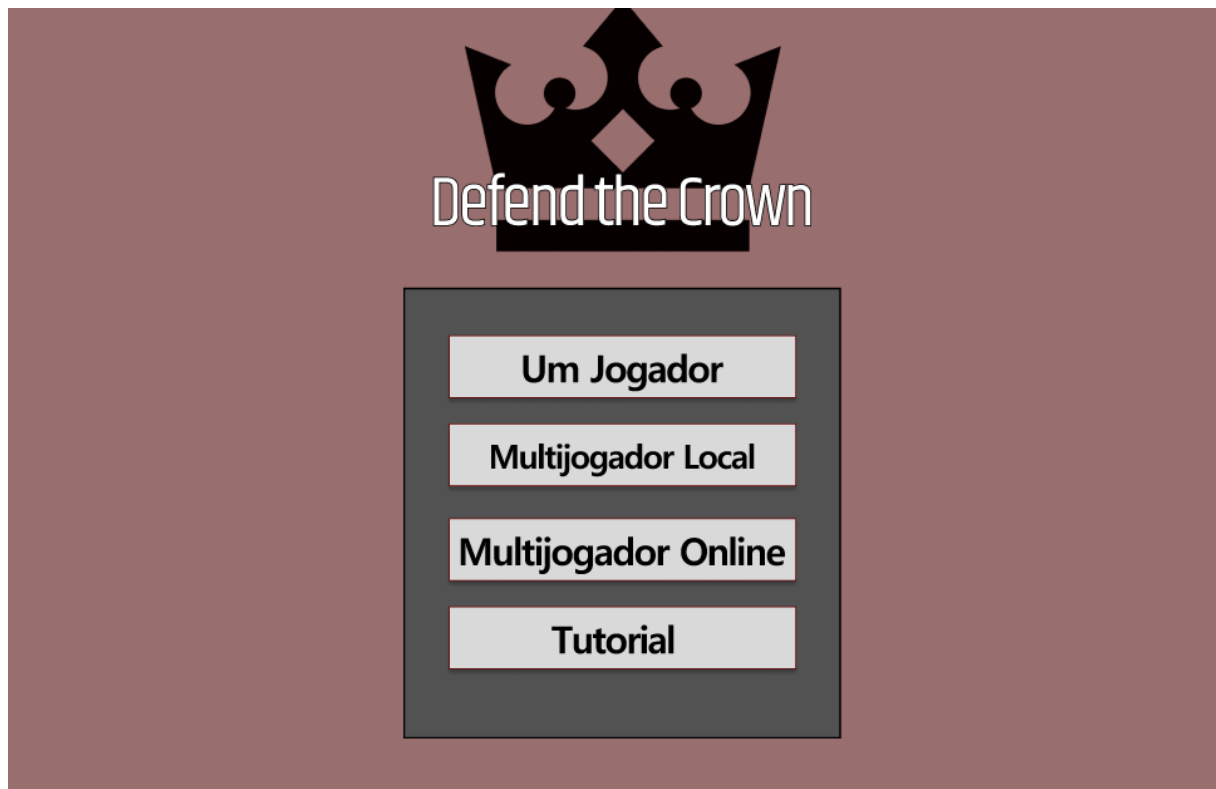 Defend the Crown
Um Jogador
Multijogador Local
Multijogador Online
Tutorial